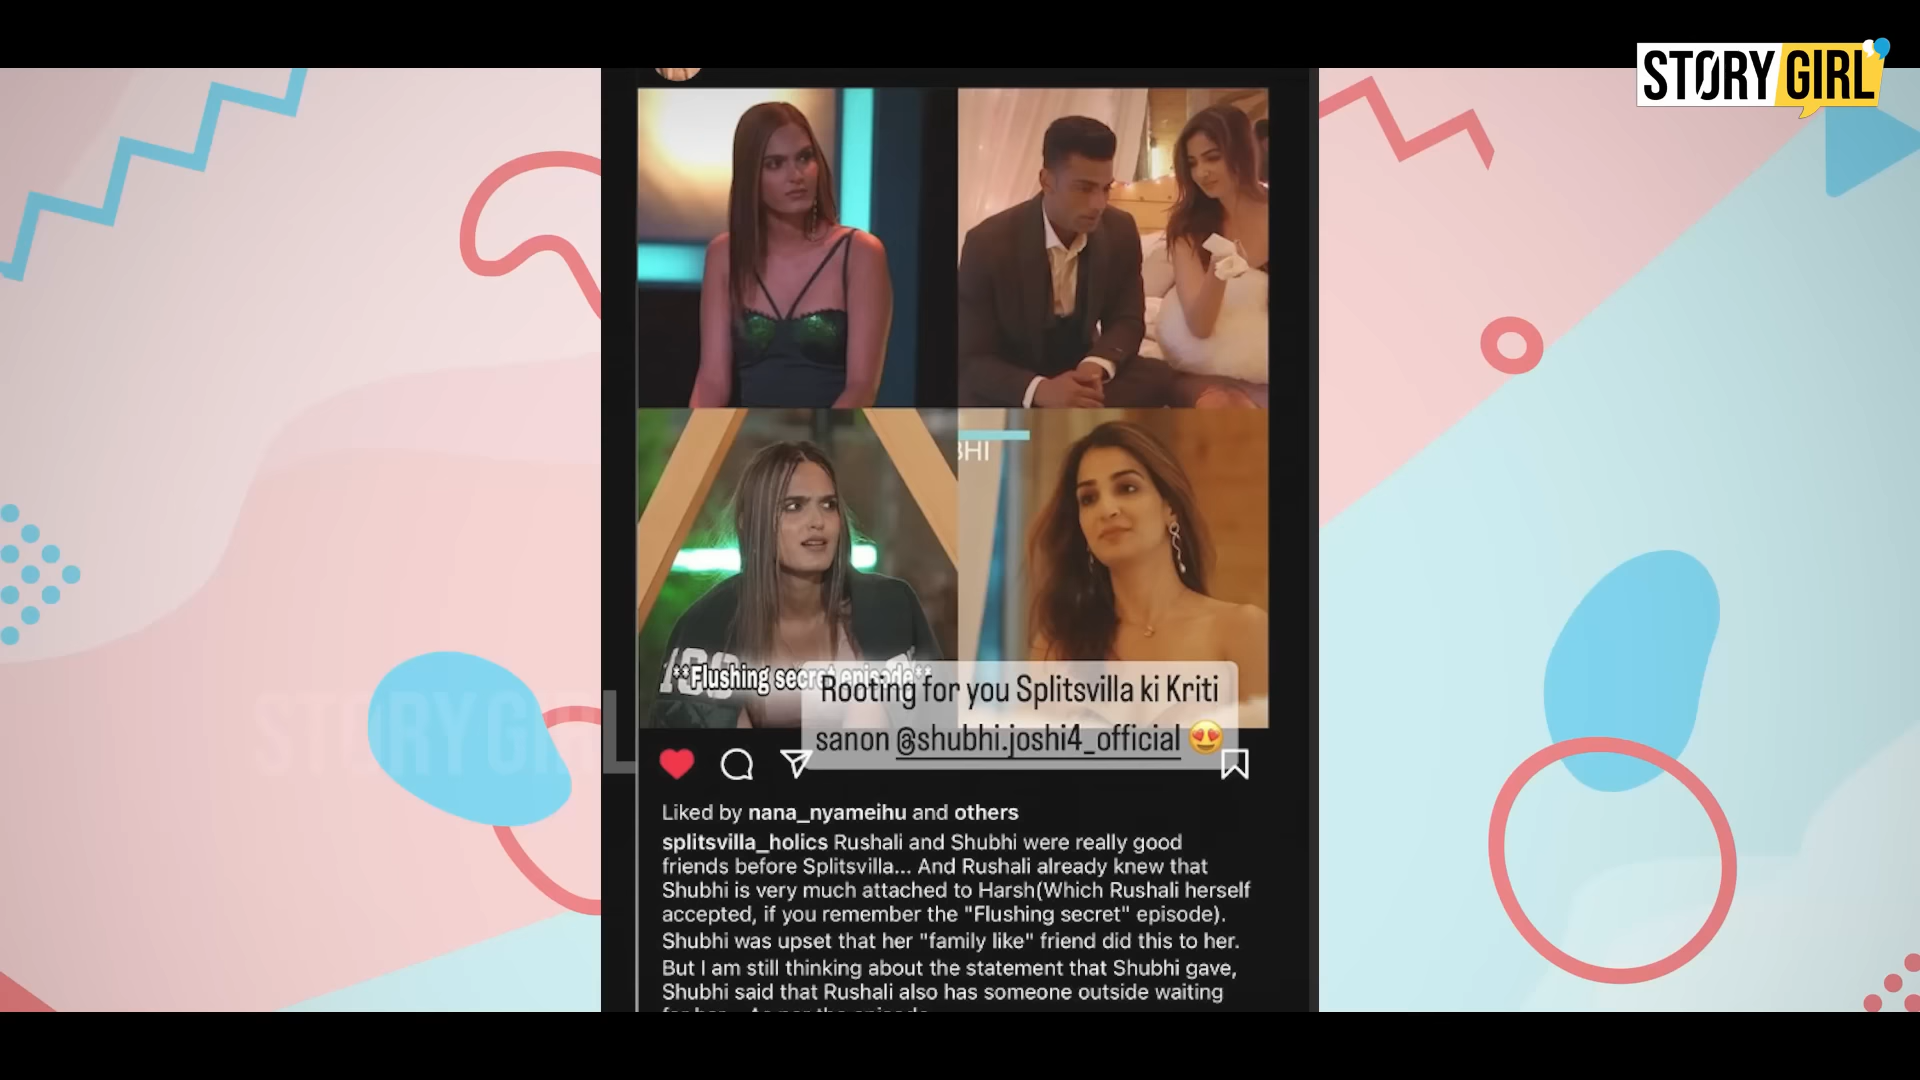 STORY GIRL
BHI
**Flushing secret episode**
Rooting for you Splitsvilla ki Kriti
sanon @shubhi.joshi4_official 😍
STORY GIRL
Liked by nana_nyameihu and others
splitsvilla_holics Rushali and Shubhi were really good
friends before Splitsvilla... And Rushali already knew that
Shubhi is very much attached to Harsh(Which Rushali herself
accepted, if you remember the "Flushing secret" episode).
Shubhi was upset that her "family like" friend did this to her.
But I am still thinking about the statement that Shubhi gave,
Shubhi said that Rushali also has someone outside waiting